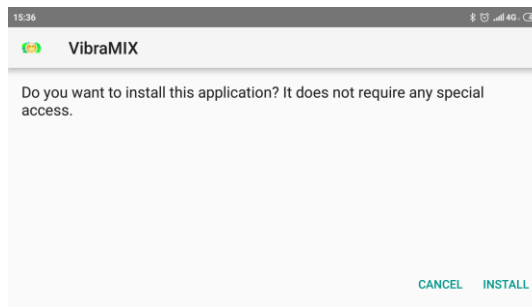 15:36
4G
VibraMIX
Do you want to install this application? It does not require any special
access.
CANCEL INSTALL